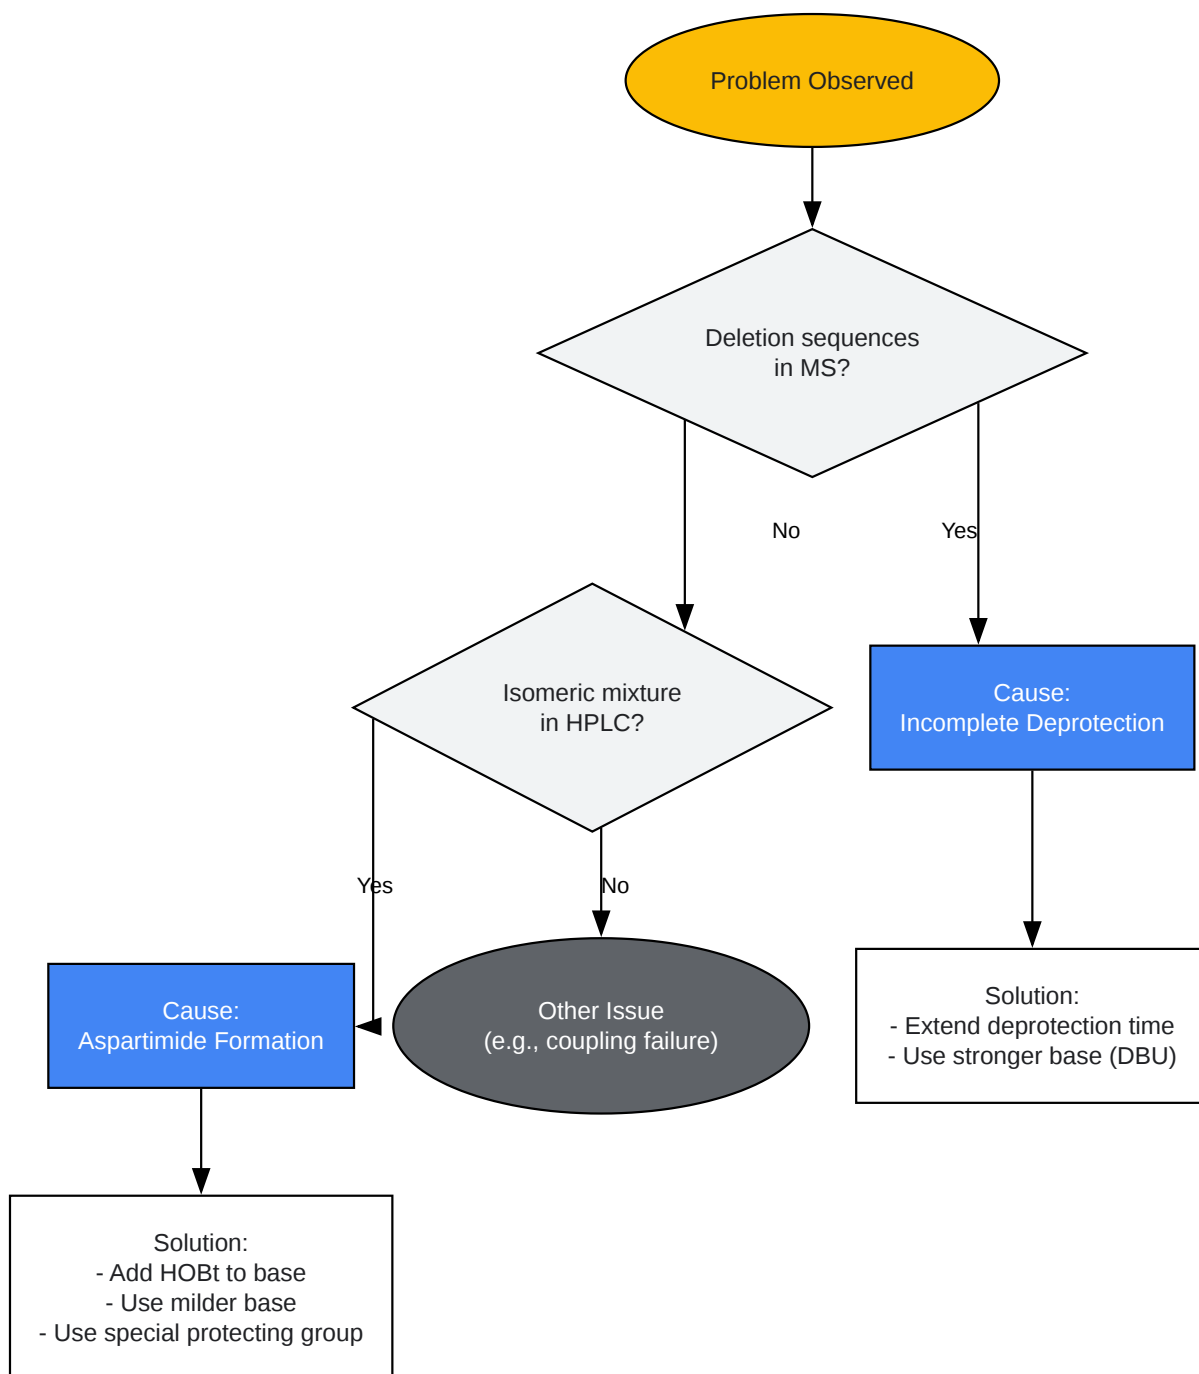 Problem Observed
Deletion sequences
in MS?
No
Yes
Isomeric mixture
in HPLC?
Cause:
Incomplete Deprotection
Yes
No
Cause:
Aspartimide Formation
Other Issue
(e.g., coupling failure)
Solution:
- Extend deprotection time
- Use stronger base (DBU)
Solution:
- Add HOBt to base
- Use milder base
- Use special protecting group